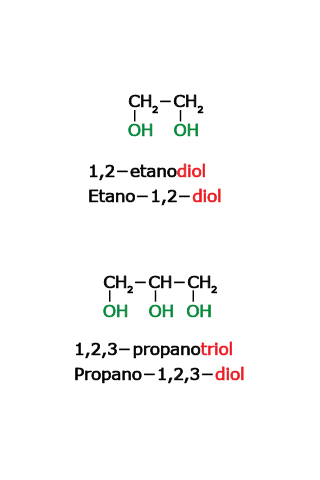 CH₂−CH₂
OH OH
1,2−etanodiol
Etano−1,2−diol
CH₂−CH−CH₂
OH OH OH
1,2,3−propanotriol
Propano−1,2,3−diol